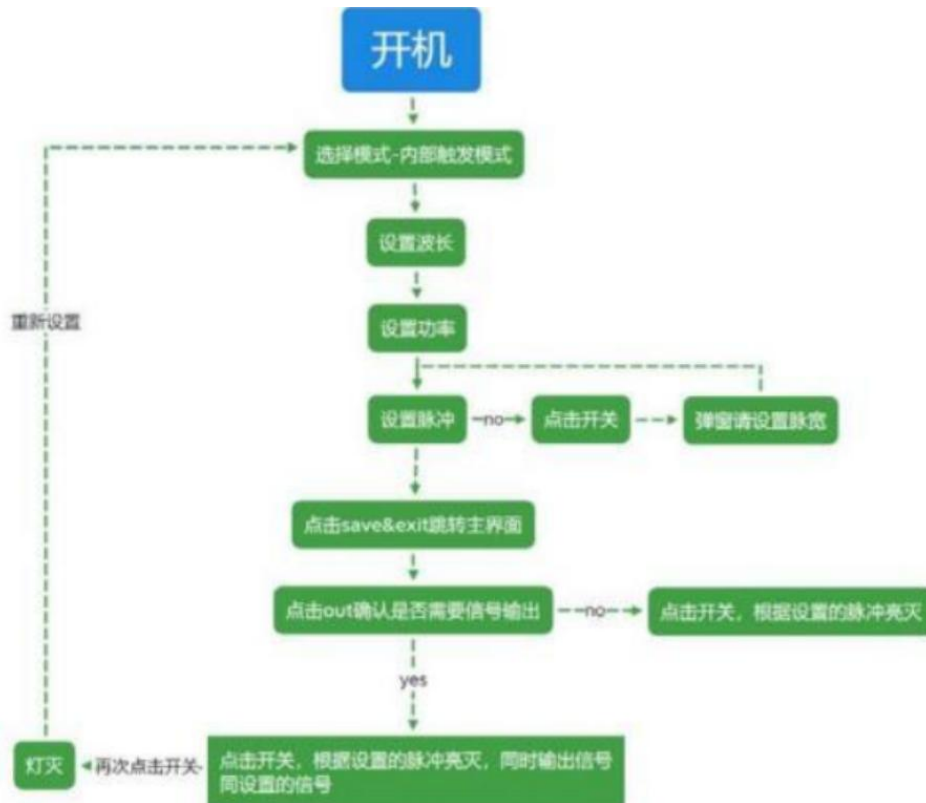 开机
选择模式-内部触发模式
设置波长
重新设置
设置功率
设置脉冲
no
点击开关
弹窗请设置脉宽
点击save&exit跳转主界面
点击out确认是否需要信号输出
no
点击开关，根据设置的脉冲亮灭
yes
灯灭
再次点击开关
点击开关，根据设置的脉冲亮灭，同时输出信号
同设置的信号